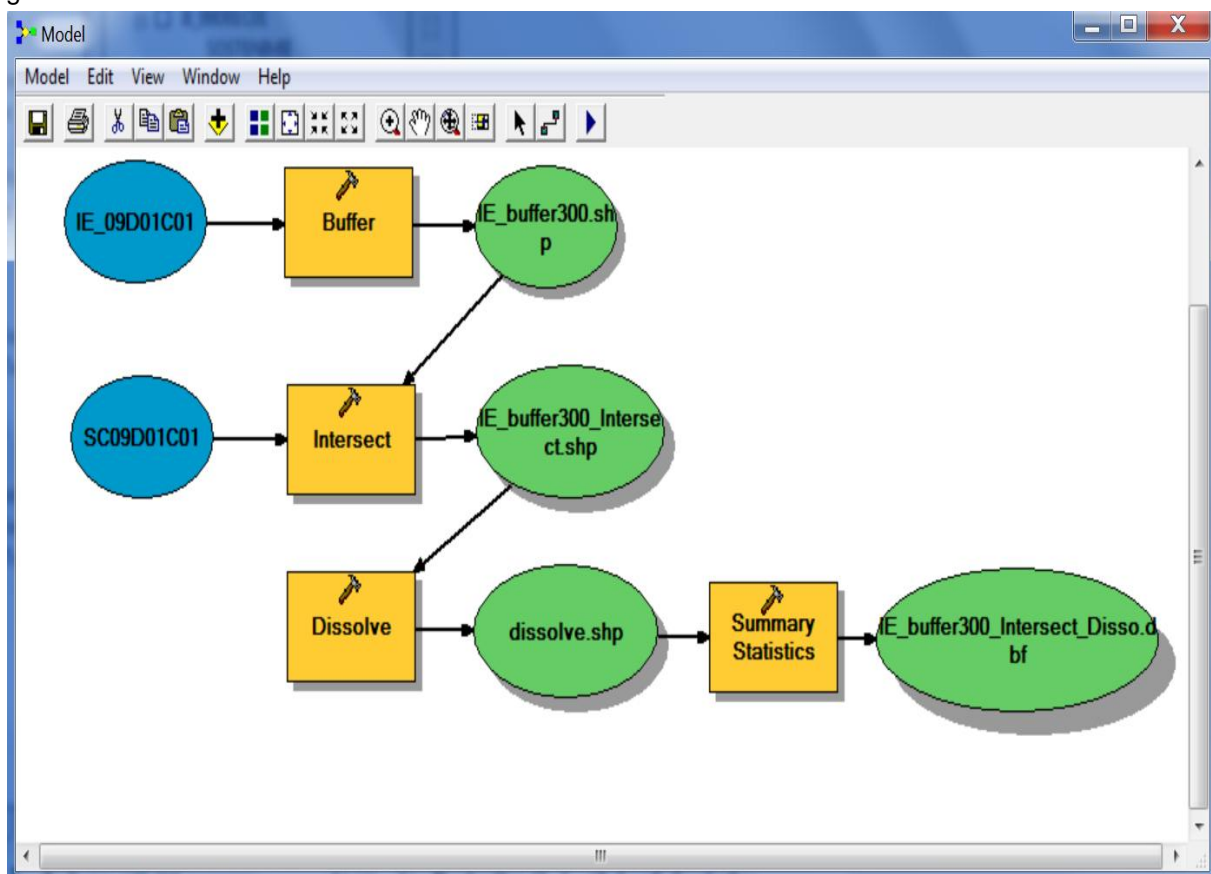 g
Model
Model Edit View Window Help
IE_09D01C01
Buffer
IE_buffer300.sh
p
SC09D01C01
Intersect
IE_buffer300_Interse
ct.shp
Dissolve
dissolve.shp
Summary
Statistics
IE_buffer300_Intersect_Disso.d
bf